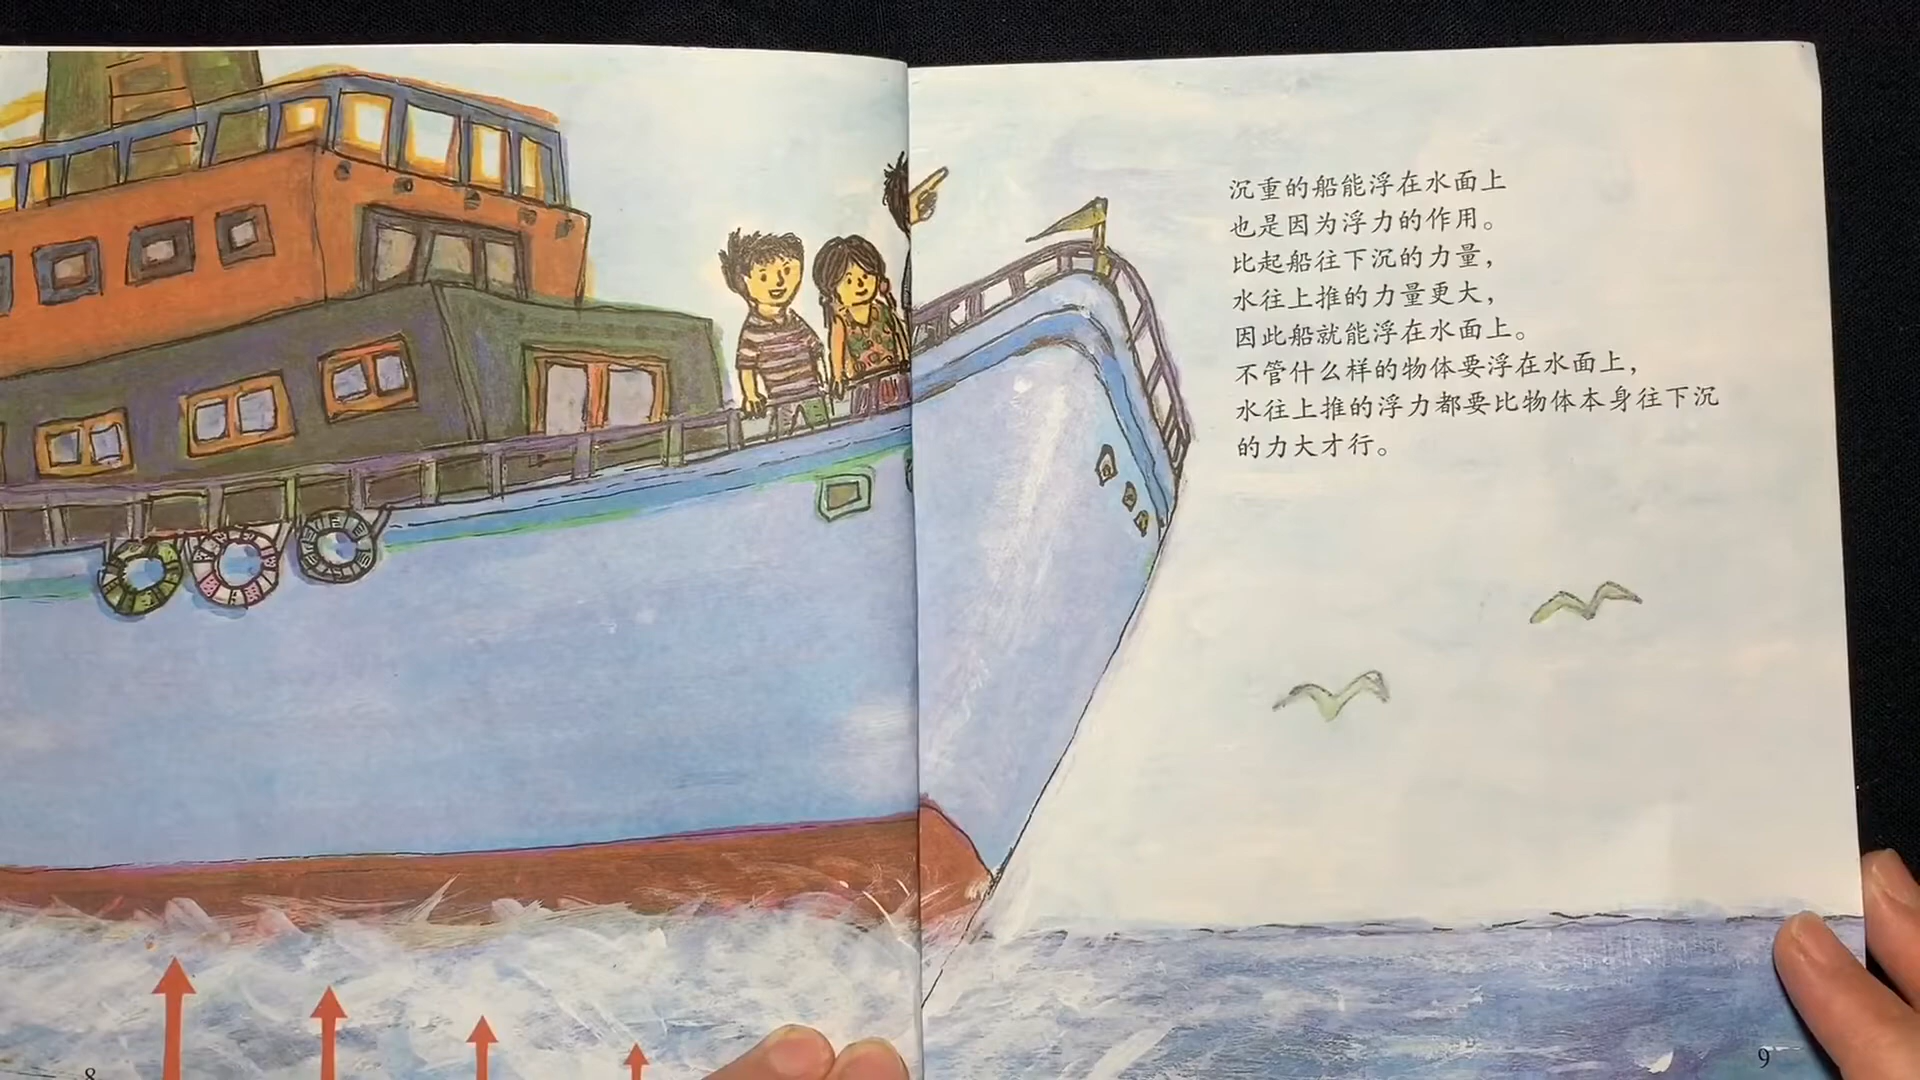 沉重的船能浮在水面上
也是因为浮力的作用。
比起船往下沉的力量，
水往上推的力量更大，
因此船就能浮在水面上。
不管什么样的物体要浮在水面上，
水往上推的浮力都要比物体本身往下沉
的力大才行。
8
9